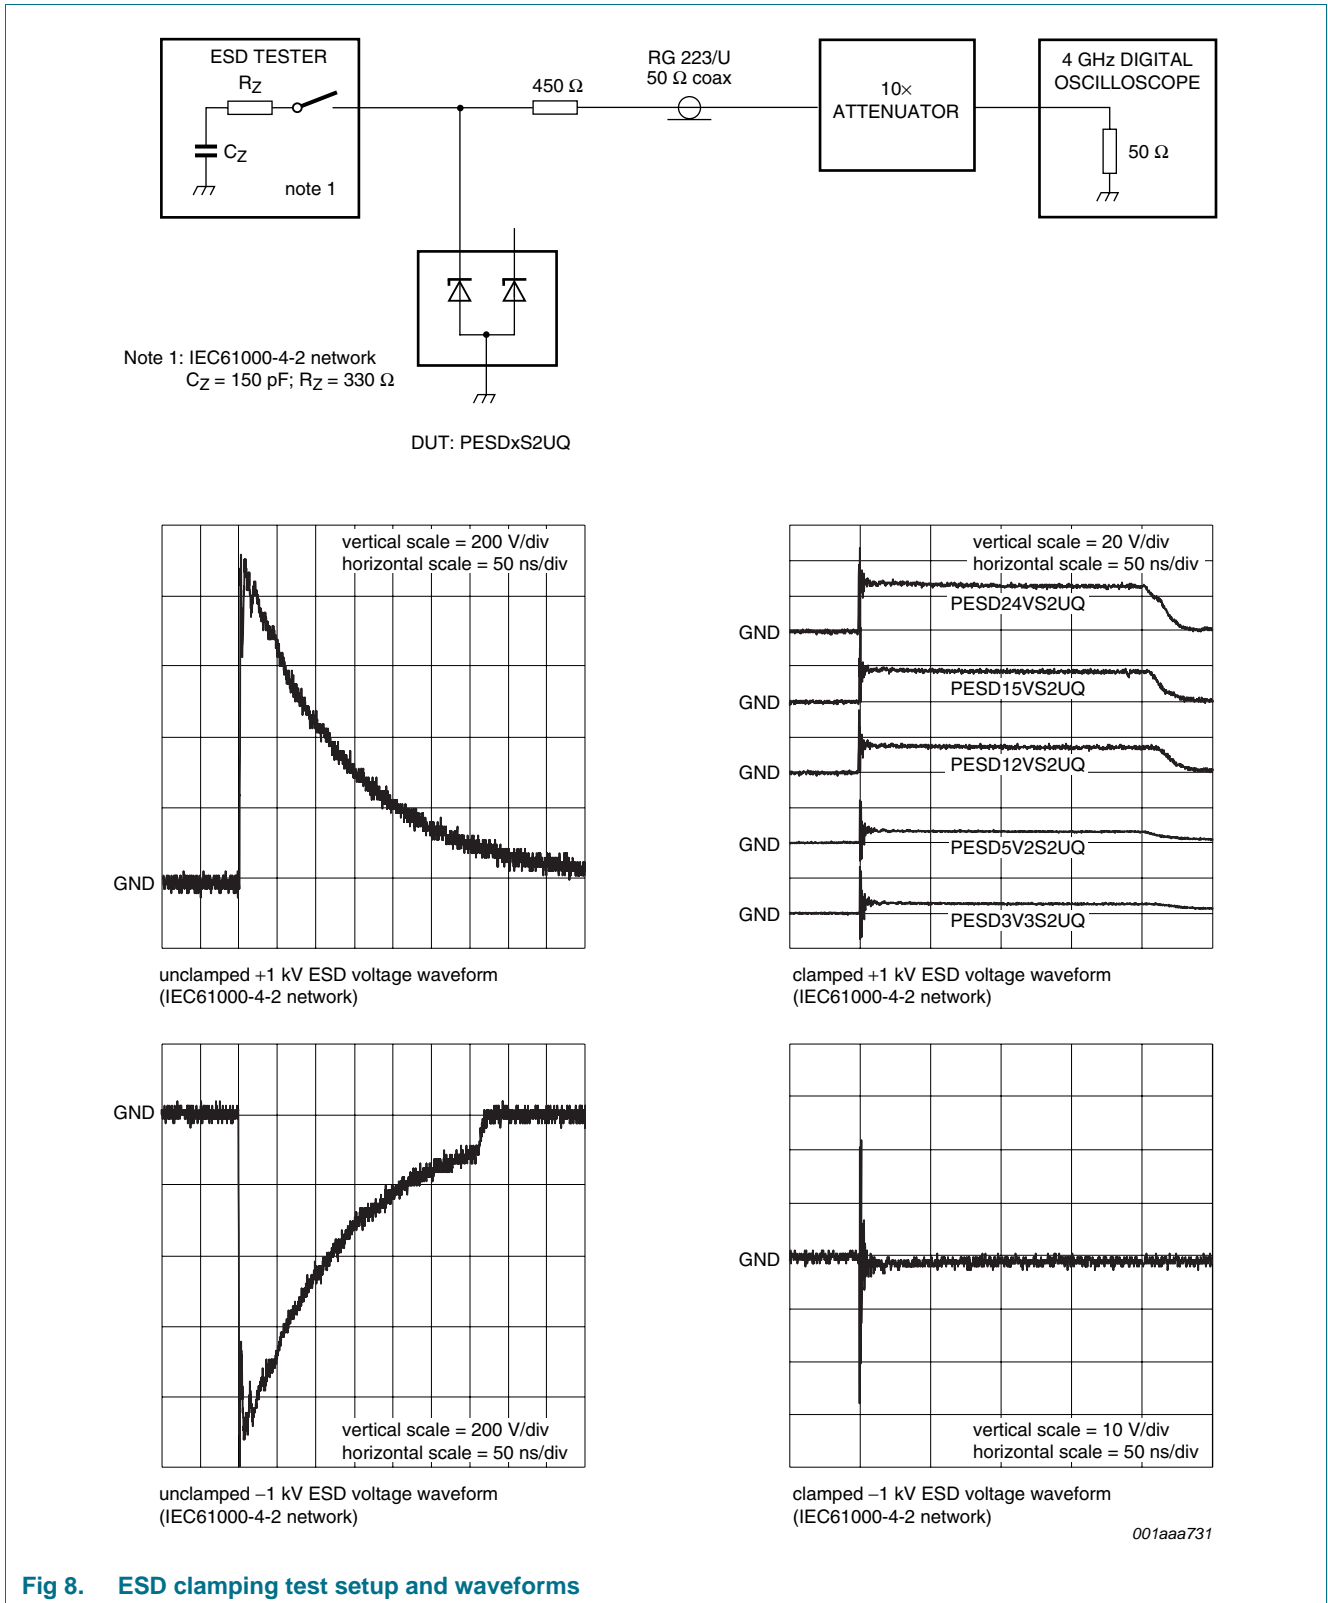 ESD TESTER
RZ
CZ
note 1
450 Ω
RG 223/U
50 Ω coax
10×
ATTENUATOR
4 GHz DIGITAL
OSCILLOSCOPE
50 Ω
Note 1: IEC61000-4-2 network
CZ = 150 pF; RZ = 330 Ω
DUT: PESDxS2UQ
vertical scale = 200 V/div
horizontal scale = 50 ns/div
GND
unclamped +1 kV ESD voltage waveform
(IEC61000-4-2 network)
vertical scale = 20 V/div
horizontal scale = 50 ns/div
PESD24VS2UQ
GND
PESD15VS2UQ
GND
PESD12VS2UQ
GND
PESD5V2S2UQ
GND
PESD3V3S2UQ
GND
clamped +1 kV ESD voltage waveform
(IEC61000-4-2 network)
GND
vertical scale = 200 V/div
horizontal scale = 50 ns/div
unclamped −1 kV ESD voltage waveform
(IEC61000-4-2 network)
GND
vertical scale = 10 V/div
horizontal scale = 50 ns/div
clamped −1 kV ESD voltage waveform
(IEC61000-4-2 network)
001aaa731
Fig 8. ESD clamping test setup and waveforms